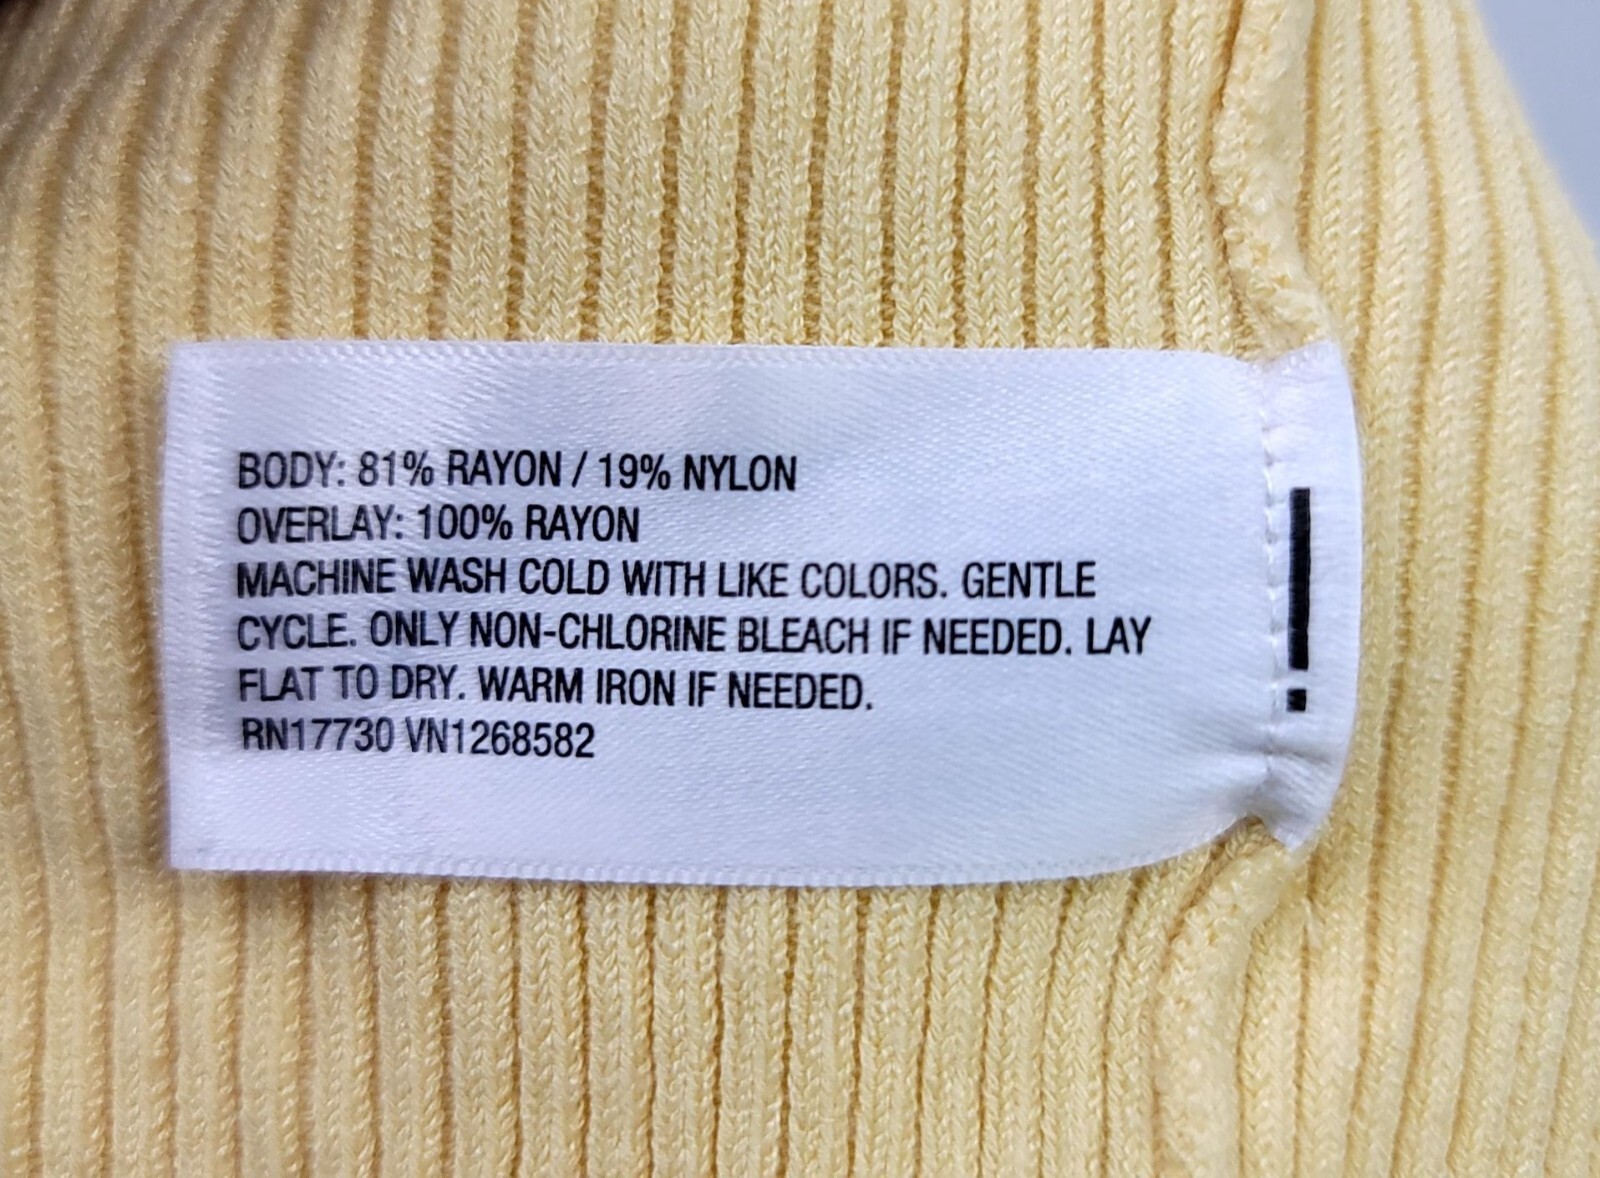 BODY: 81% RAYON / 19% NYLON
OVERLAY: 100% RAYON
MACHINE WASH COLD WITH LIKE COLORS. GENTLE
CYCLE. ONLY NON-CHLORINE BLEACH IF NEEDED. LAY
FLAT TO DRY. WARM IRON IF NEEDED.
RN17730 VN1268582